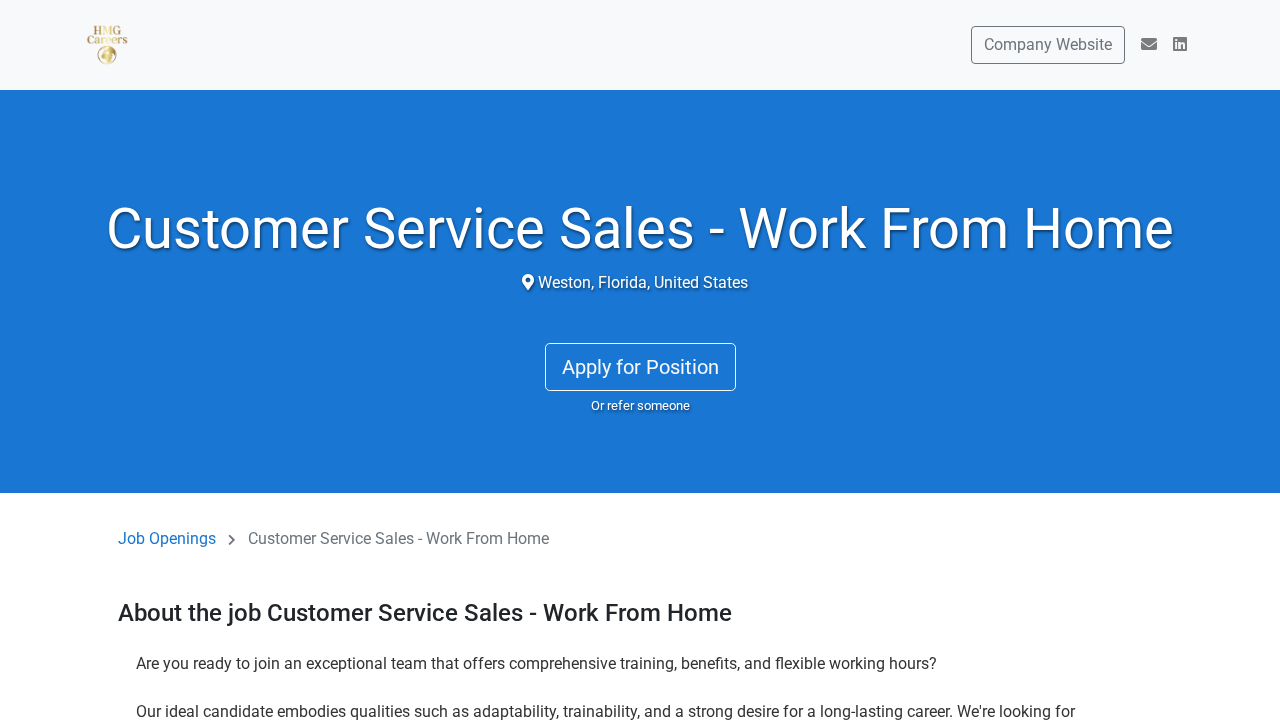 HMG
Careers
Company Website
Customer Service Sales - Work From Home
Weston, Florida, United States
Apply for Position
Or refer someone
Job Openings > Customer Service Sales - Work From Home
About the job Customer Service Sales - Work From Home
Are you ready to join an exceptional team that offers comprehensive training, benefits, and flexible working hours?
Our ideal candidate embodies qualities such as adaptability, trainability, and a strong desire for a long-lasting career. We're looking for